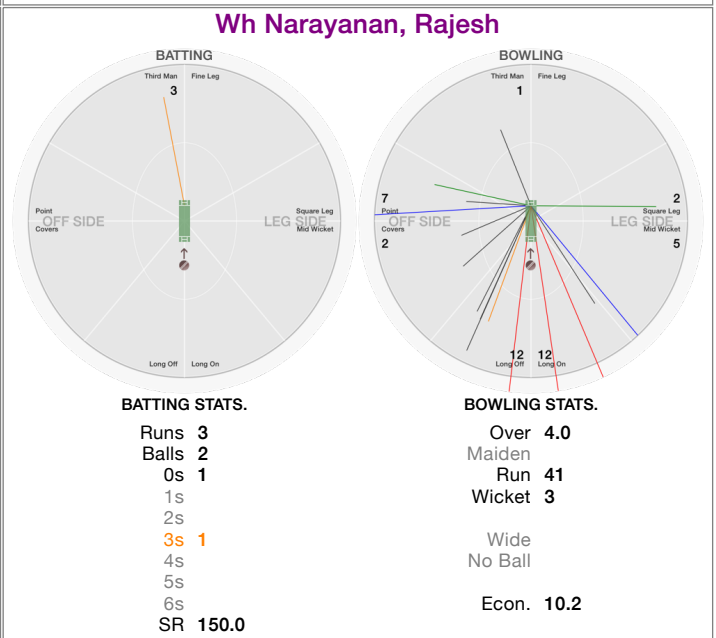 Wh Narayanan, Rajesh
BATTING
Third Man Fine Leg
3
Point
OFF SIDE
Covers
Square Leg
LEG SIDE
Mid Wicket
Long Off Long On
BOWLING
Third Man Fine Leg
1
7
Point
OFF SIDE
Covers
2
2
Square Leg
LEG SIDE
Mid Wicket
5
12 12
Long Off Long On
BATTING STATS.
Runs 3
Balls 2
0s 1
1s
2s
3s 1
4s
5s
6s
SR 150.0
BOWLING STATS.
Over 4.0
Maiden
Run 41
Wicket 3
Wide
No Ball
Econ. 10.2